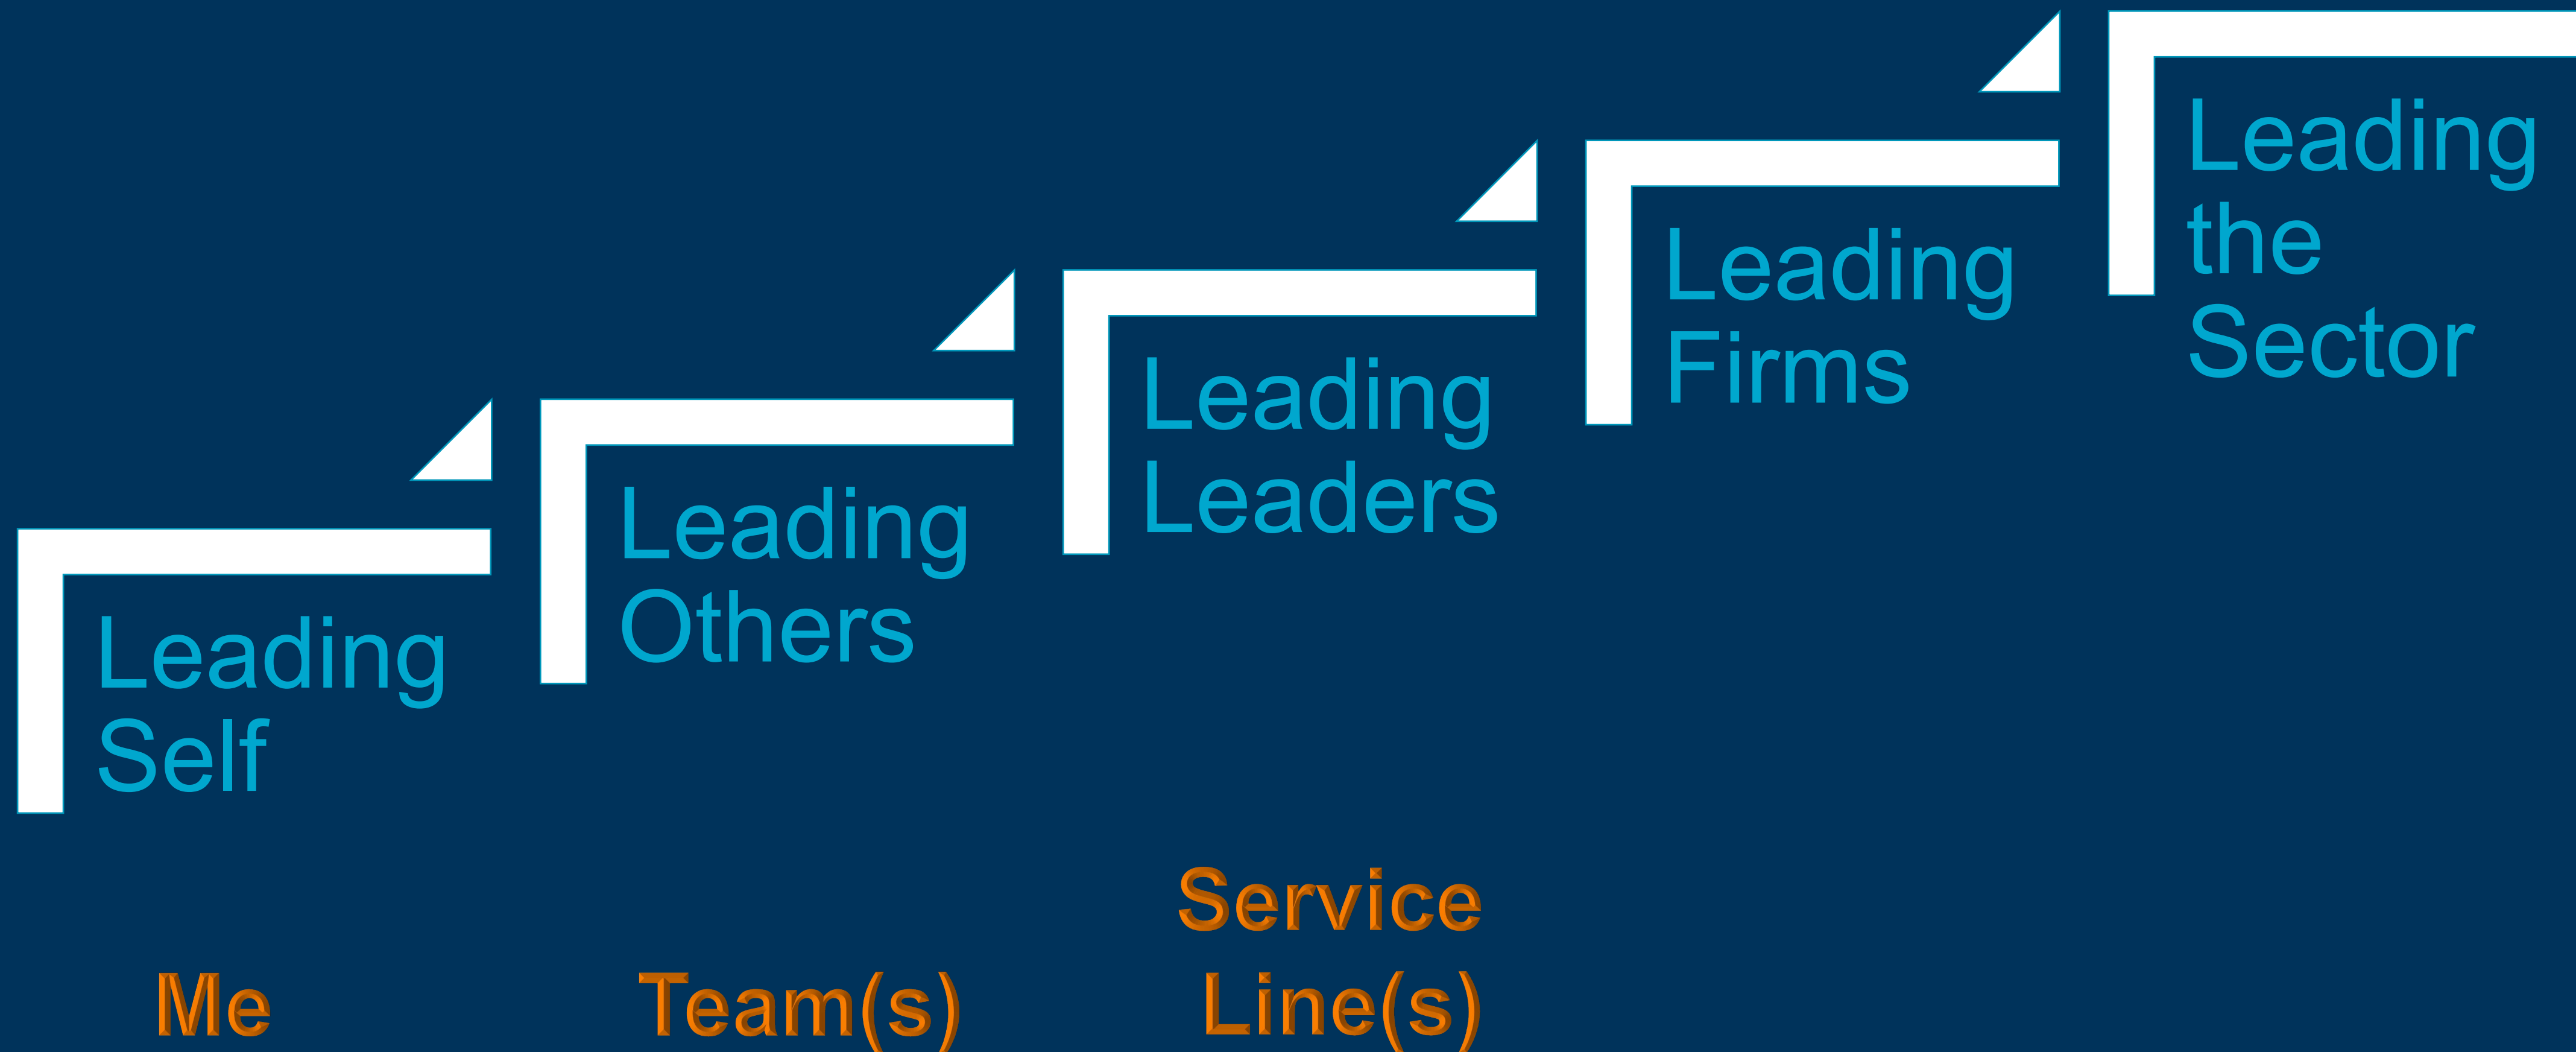 Leading
Self
Leading
Others
Leading
Leaders
Leading
Firms
Leading
the
Sector
Me
Team(s)
Service
Line(s)